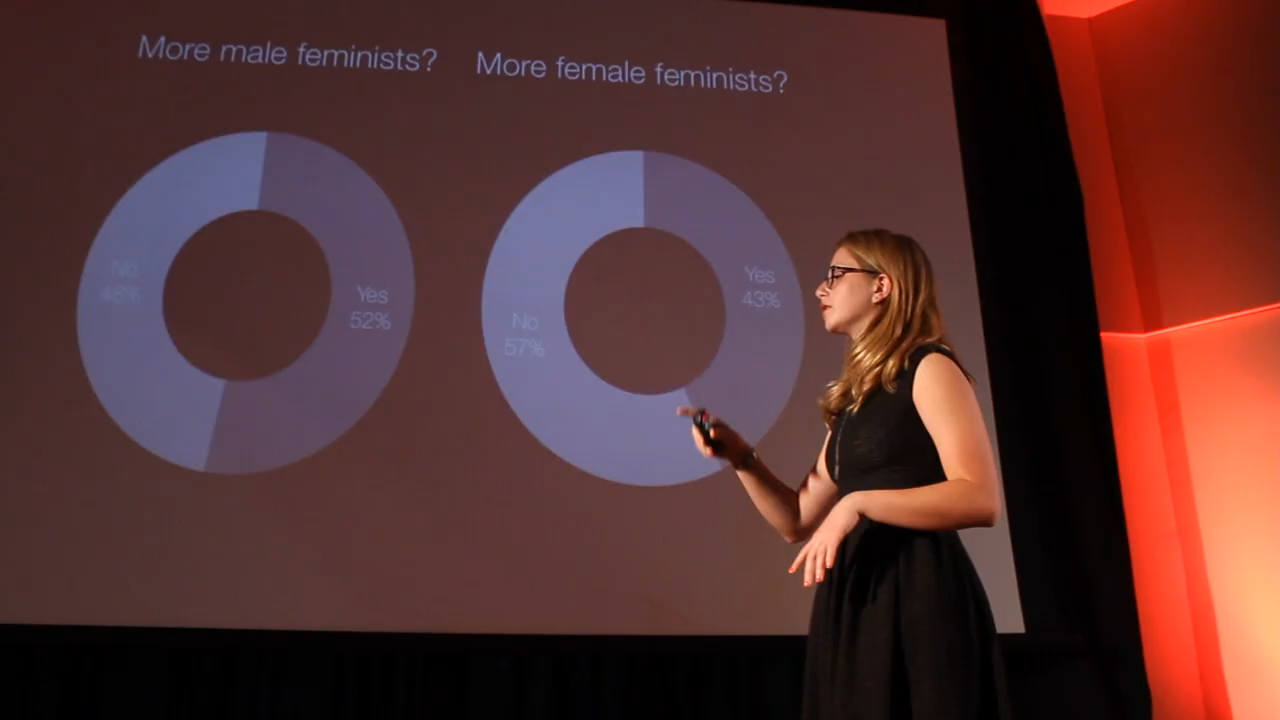 More male feminists?
More female feminists?
No
48%
Yes
52%
No
57%
Yes
43%